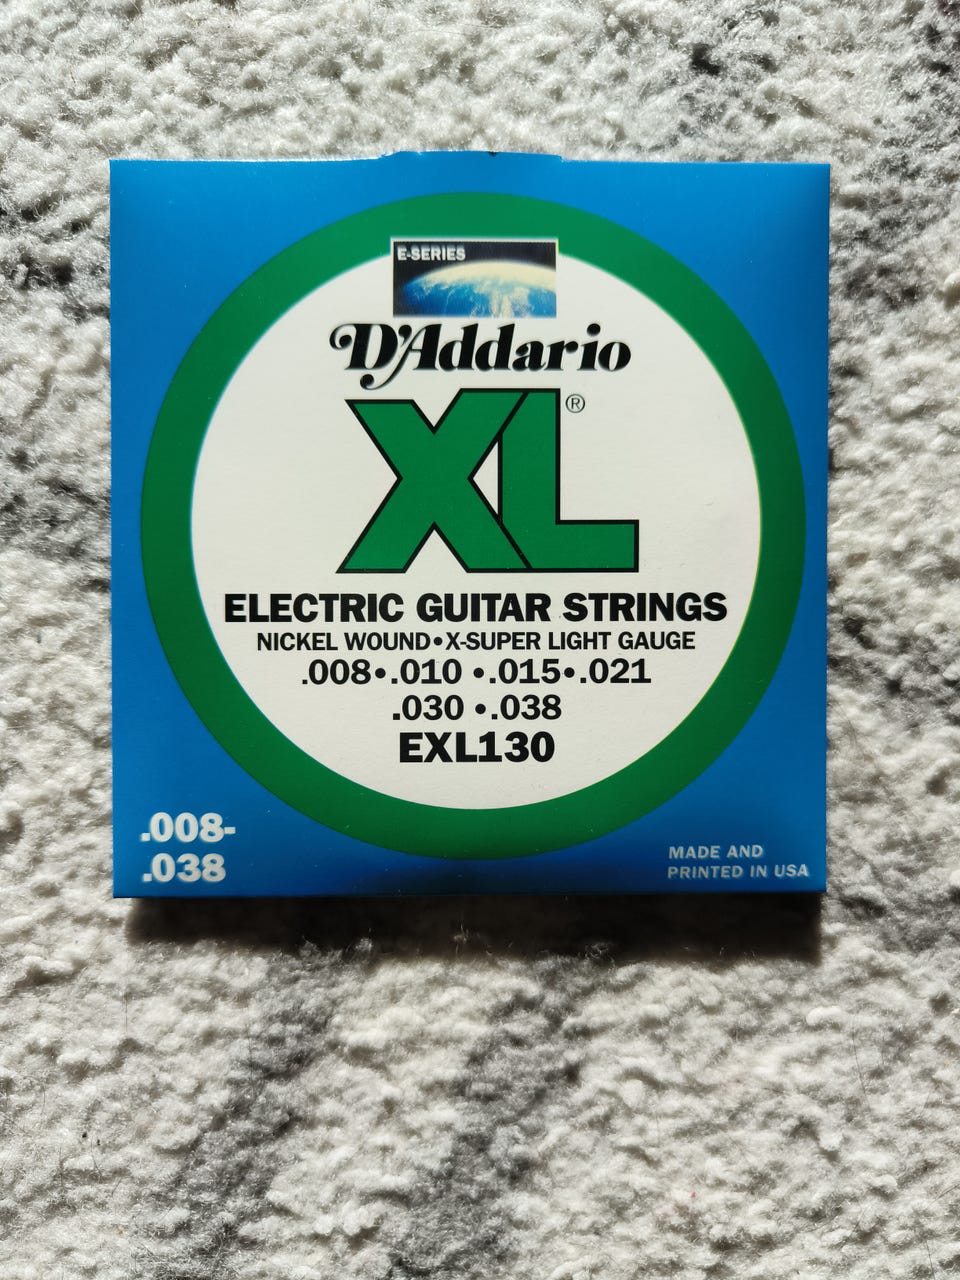 E-SERIES
D'Addario
XL®
ELECTRIC GUITAR STRINGS
NICKEL WOUND•X-SUPER LIGHT GAUGE
.008•.010 •.015•.021
.030 •.038
EXL130
.008-
.038
MADE AND
PRINTED IN USA